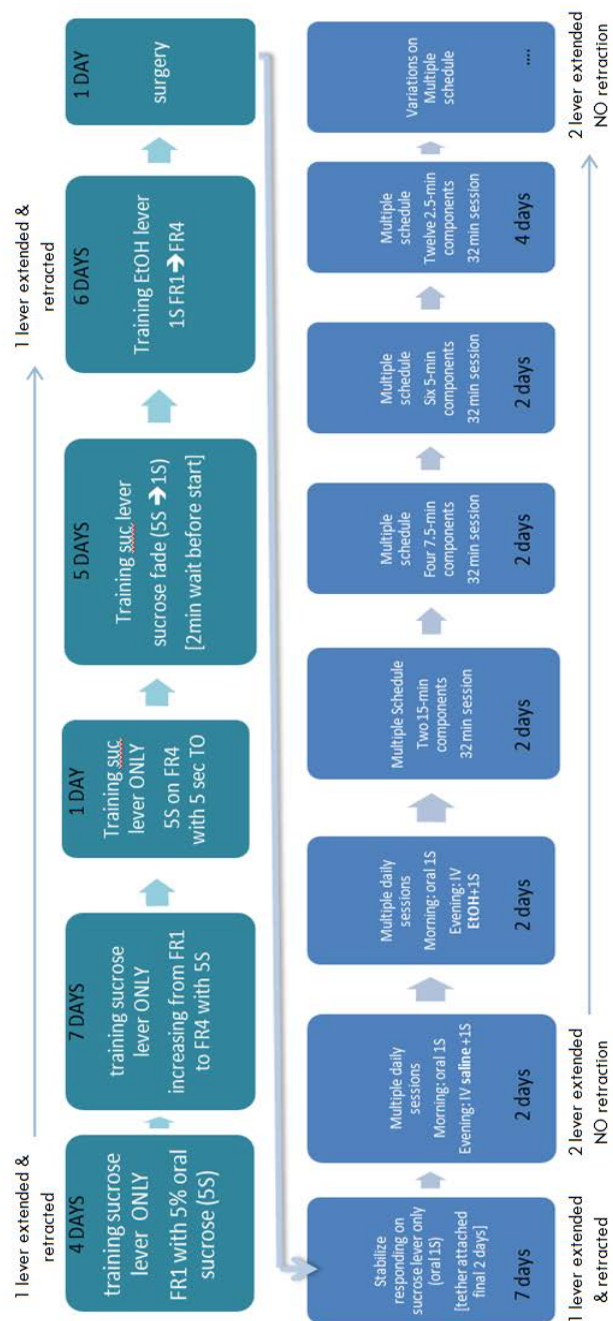 1 lever extended &
retracted
1 lever extended &
retracted
4 DAYS
training sucrose
lever ONLY
FR1 with 5% oral
sucrose (5S)
7 DAYS
training sucrose
lever ONLY
increasing from FR1
to FR4 with 5S
1 DAY
Training suc
lever ONLY
5S on FR4
with 5 sec TO
5 DAYS
Training suc lever
sucrose fade (5S → 1S)
[2min wait before start]
6 DAYS
Training EtOH lever
1S FR1→FR4
1 DAY
surgery
Stabilize
responding on
sucrose lever only
(oral 1S)
[tether attached
final 2 days]
7 days
Multiple daily
sessions
Morning: oral 1S
Evening: IV saline +1S
2 days
Multiple daily
sessions
Morning: oral 1S
Evening: IV
EtOH+1S
2 days
Multiple Schedule
Two 15-min
components
32 min session
2 days
Multiple
schedule
Four 7.5-min
components
32 min session
2 days
Multiple
schedule
Six 5-min
components
32 min session
2 days
Multiple
schedule
Twelve 2.5-min
components
32 min session
4 days
Variations on
Multiple
schedule
....
1 lever extended
& retracted
2 lever extended
NO retraction
2 lever extended
NO retraction